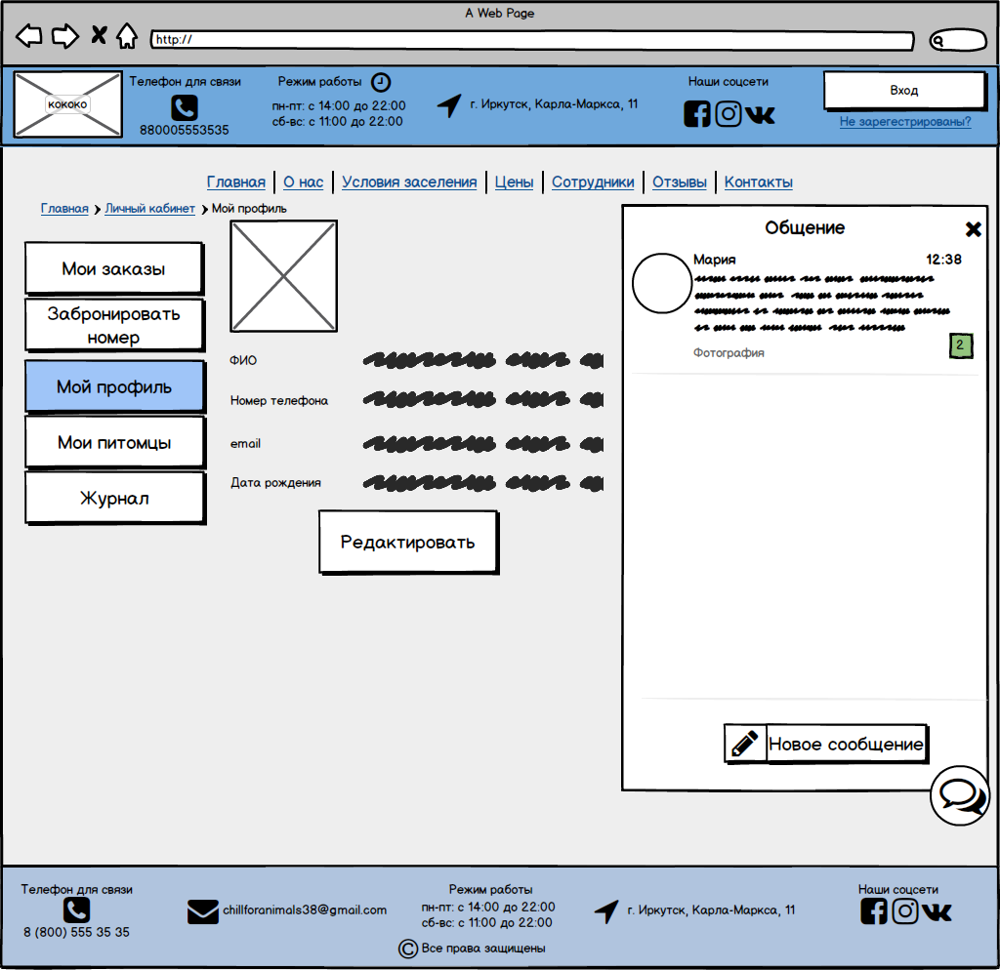 A Web Page
http://
кококо
Телефон для связи
880005553535
Режим работы
пн-пт: с 14:00 до 22:00
сб-вс: с 11:00 до 22:00
г. Иркутск, Карла-Маркса, 11
Наши соцсети
Вход
Не зарегестрированы?
Главная
О нас
Условия заселения
Цены
Сотрудники
Отзывы
Контакты
Главная
Личный кабинет
Мой профиль
Мои заказы
Забронировать
номер
Мой профиль
Мои питомцы
Журнал
ФИО
Номер телефона
email
Дата рождения
Редактировать
Общение
Мария
12:38
Фотография
2
Новое сообщение
Телефон для связи
8 (800) 555 35 35
chillforanimals38@gmail.com
Режим работы
пн-пт: с 14:00 до 22:00
сб-вс: с 11:00 до 22:00
г. Иркутск, Карла-Маркса, 11
Наши соцсети
© Все права защищены